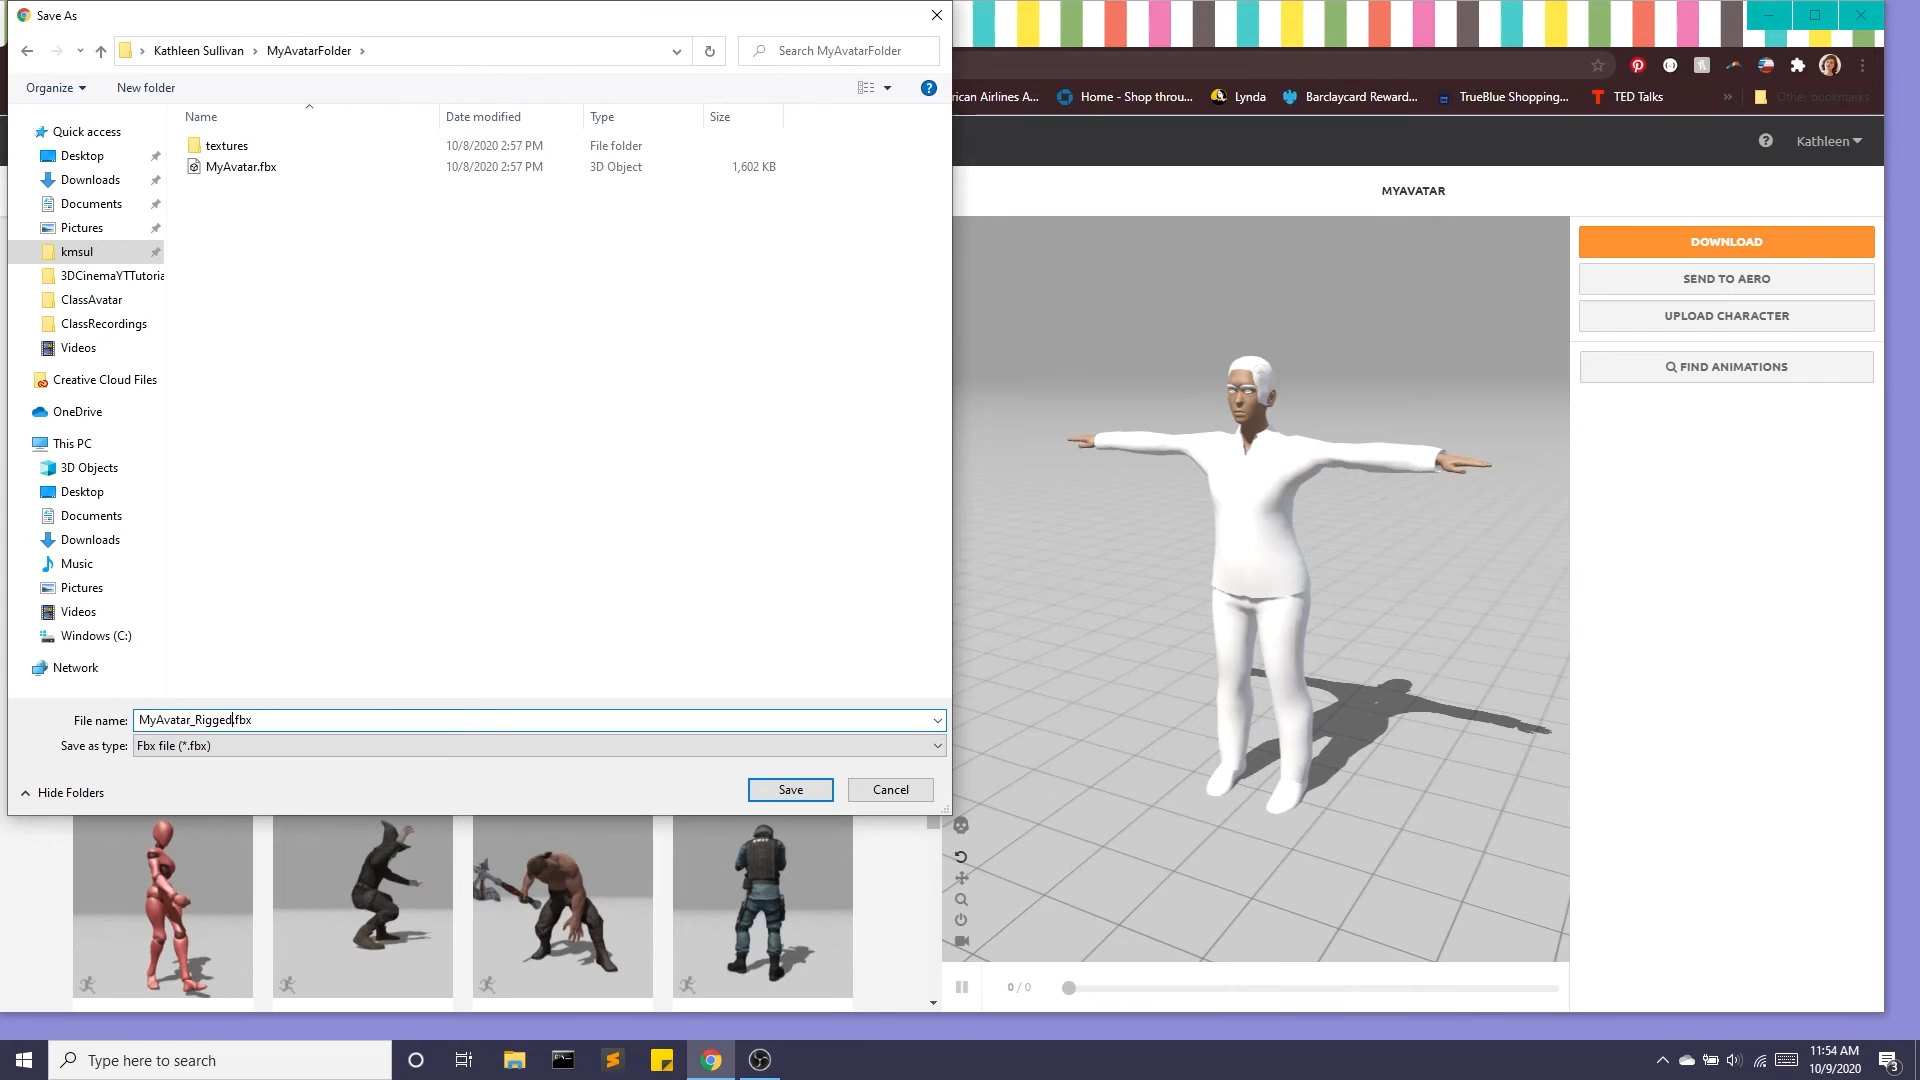 Save As
Kathleen Sullivan
MyAvatarFolder
Search MyAvatarFolder
Organize
New folder
?
Name
Date modified
Type
Size
textures
10/8/2020 2:57 PM
File folder
MyAvatar.fbx
10/8/2020 2:57 PM
3D Object
1,602 KB
Quick access
Desktop
Downloads
Documents
Pictures
kmsul
3DCinemaYTTutoria
ClassAvatar
ClassRecordings
Videos
Creative Cloud Files
OneDrive
This PC
3D Objects
Desktop
Documents
Downloads
Music
Pictures
Videos
Windows (C:)
Network
File name: MyAvatar_Rigged.fbx
Save as type: Fbx file (*.fbx)
Hide Folders
Save
Cancel
rican Airlines A...
Home - Shop throu...
Lynda
Barclaycard Reward...
TrueBlue Shopping...
TED Talks
»
Other bookmarks
?
Kathleen
MYAVATAR
DOWNLOAD
SEND TO AERO
UPLOAD CHARACTER
FIND ANIMATIONS
0 / 0
Type here to search
11:54 AM
10/9/2020
3